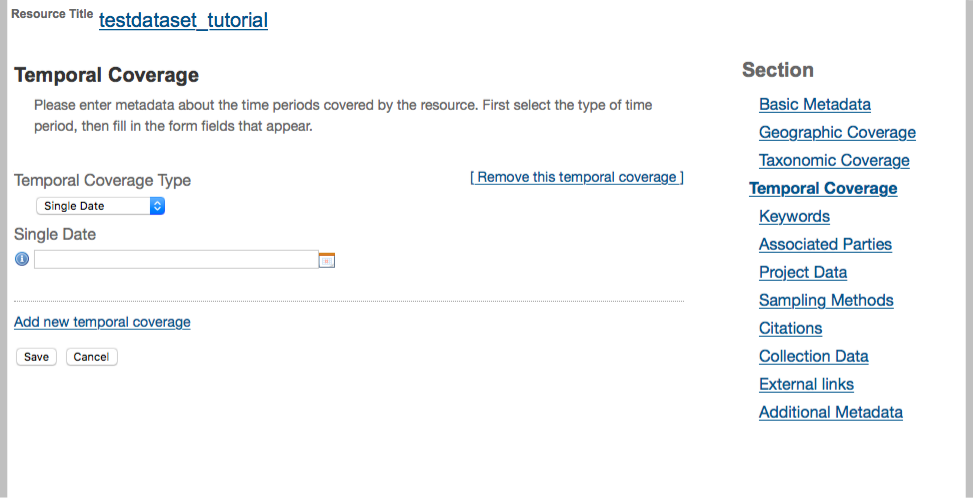 Resource Title testdataset_tutorial
Temporal Coverage
Please enter metadata about the time periods covered by the resource. First select the type of time
period, then fill in the form fields that appear.
Temporal Coverage Type
[ Remove this temporal coverage ]
Single Date
Single Date
Add new temporal coverage
Save Cancel
Section
Basic Metadata
Geographic Coverage
Taxonomic Coverage
Temporal Coverage
Keywords
Associated Parties
Project Data
Sampling Methods
Citations
Collection Data
External links
Additional Metadata